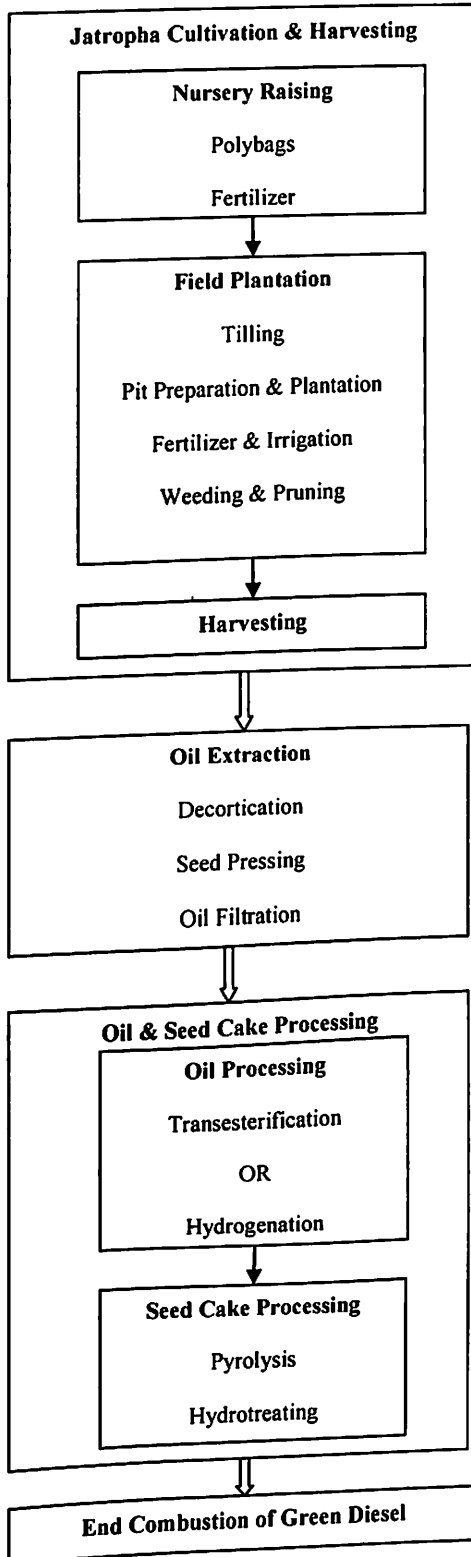 Jatropha Cultivation & Harvesting
Nursery Raising
Polybags
Fertilizer
Field Plantation
Tilling
Pit Preparation & Plantation
Fertilizer & Irrigation
Weeding & Pruning
Harvesting
Oil Extraction
Decortication
Seed Pressing
Oil Filtration
Oil & Seed Cake Processing
Oil Processing
Transesterification
OR
Hydrogenation
Seed Cake Processing
Pyrolysis
Hydrotreating
End Combustion of Green Diesel